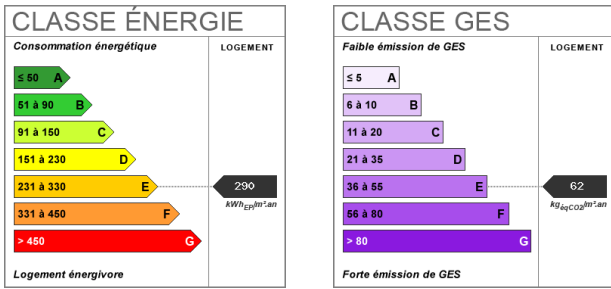 CLASSE ÉNERGIE
Consommation énergétique
LOGEMENT
≤ 50 A
51 à 90 B
91 à 150 C
151 à 230 D
231 à 330 E
290
kWhEP/m².an
331 à 450 F
> 450 G
Logement énergivore
CLASSE GES
Faible émission de GES
LOGEMENT
≤ 5 A
6 à 10 B
11 à 20 C
21 à 35 D
36 à 55 E
62
kgéqCO2/m².an
56 à 80 F
> 80 G
Forte émission de GES